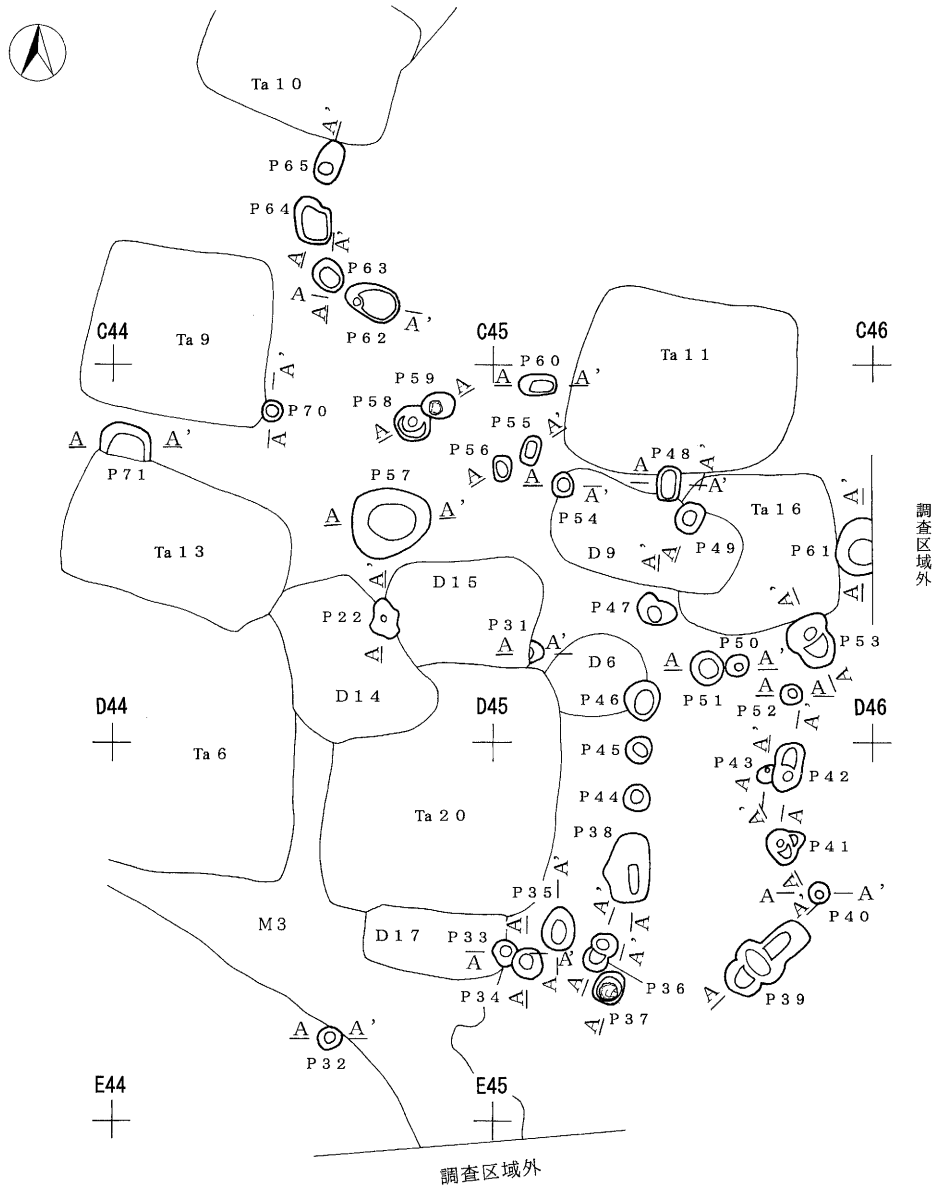 Ta10
A'
P65
P64
A A'
P63
A
A A'
P62
C44
Ta9
C45
C46
Ta11
A'
P60
A A'
P70
A
P59
A
P58
A
P55
A'
P56
A A
A A'
P71
P57
A A'
P48
A A'
A'
P54
A'
Ta16
A'
P49
P61
A
D9
A' A
調査区域外
Ta13
D15
A'
P22
A
P31
A A'
P47
A'
P53
A
P50
A A'
P51
D6
P46
A A
P52
A'
D14
D44
D45
D46
Ta6
P45
A'
P43
P42
A
A' A
P44
Ta20
P38
P41
A
P35
A'
A'
A
A A'
P40
A'
M3
D17
P33
A
A
A'
P34
A
A
A'
P36
A
P37
A
P39
A
A A'
P32
E44
E45
調査区域外